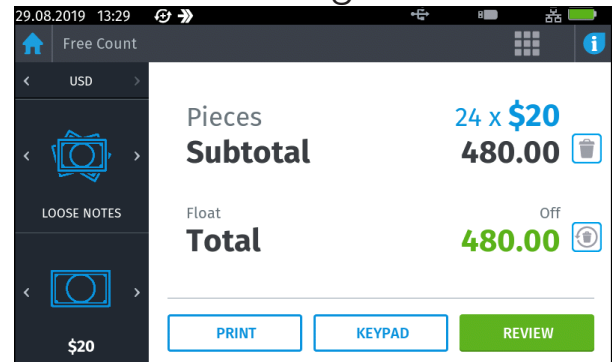 29.08.2019 13:29
Free Count
USD
Pieces 24 x $20
Subtotal 480.00
LOOSE NOTES
Float Off
Total 480.00
$20
PRINT KEYPAD REVIEW